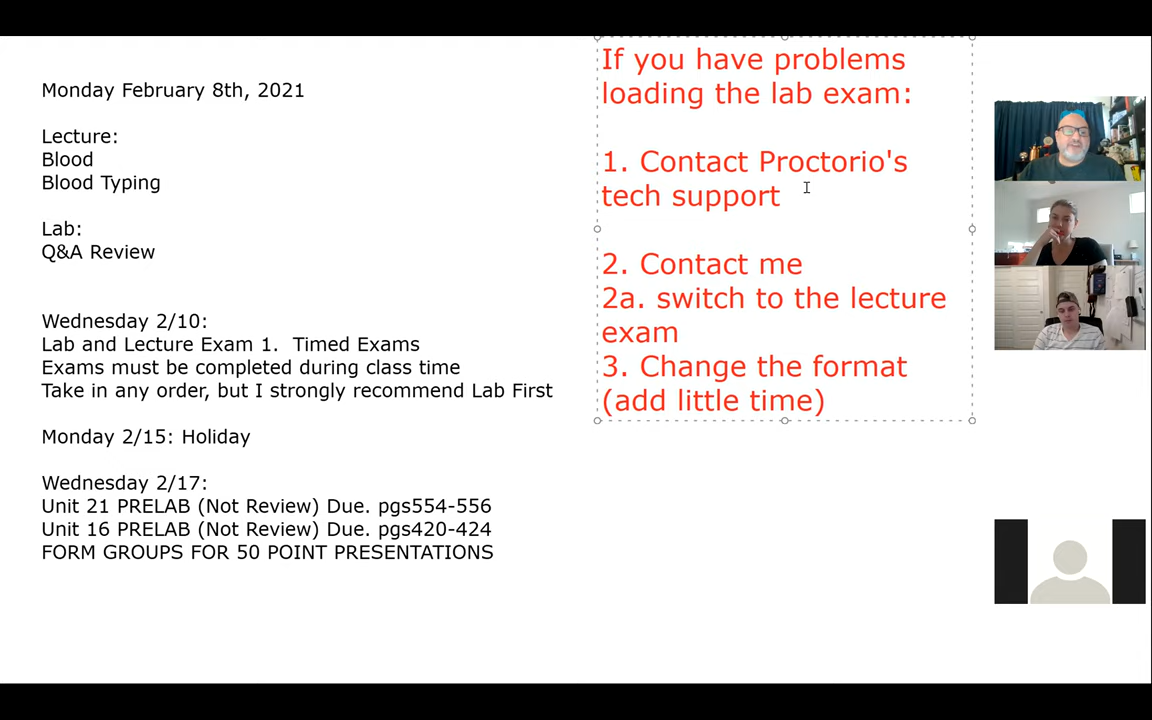 Monday February 8th, 2021
Lecture:
Blood
Blood Typing
Lab:
Q&A Review
Wednesday 2/10:
Lab and Lecture Exam 1.  Timed Exams
Exams must be completed during class time
Take in any order, but I strongly recommend Lab First
Monday 2/15: Holiday
Wednesday 2/17:
Unit 21 PRELAB (Not Review) Due. pgs554-556
Unit 16 PRELAB (Not Review) Due. pgs420-424
FORM GROUPS FOR 50 POINT PRESENTATIONS
If you have problems
loading the lab exam:
1. Contact Proctorio's
tech support
2. Contact me
2a. switch to the lecture
exam
3. Change the format
(add little time)